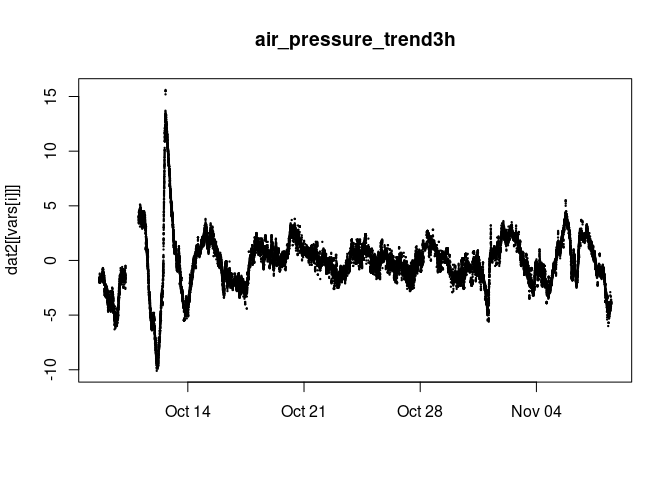 air_pressure_trend3h
dat2[[vars[i]]]
15
10
5
0
-5
-10
Oct 14
Oct 21
Oct 28
Nov 04